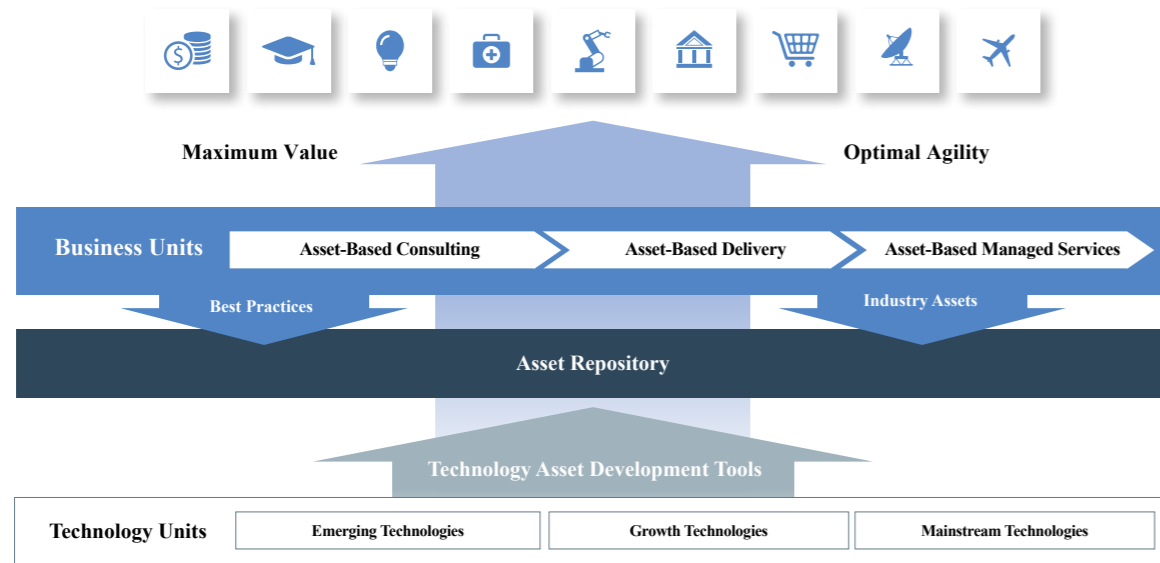 $
Maximum Value
Optimal Agility
Business Units
Asset-Based Consulting
Asset-Based Delivery
Asset-Based Managed Services
Best Practices
Industry Assets
Asset Repository
Technology Asset Development Tools
Technology Units
Emerging Technologies
Growth Technologies
Mainstream Technologies